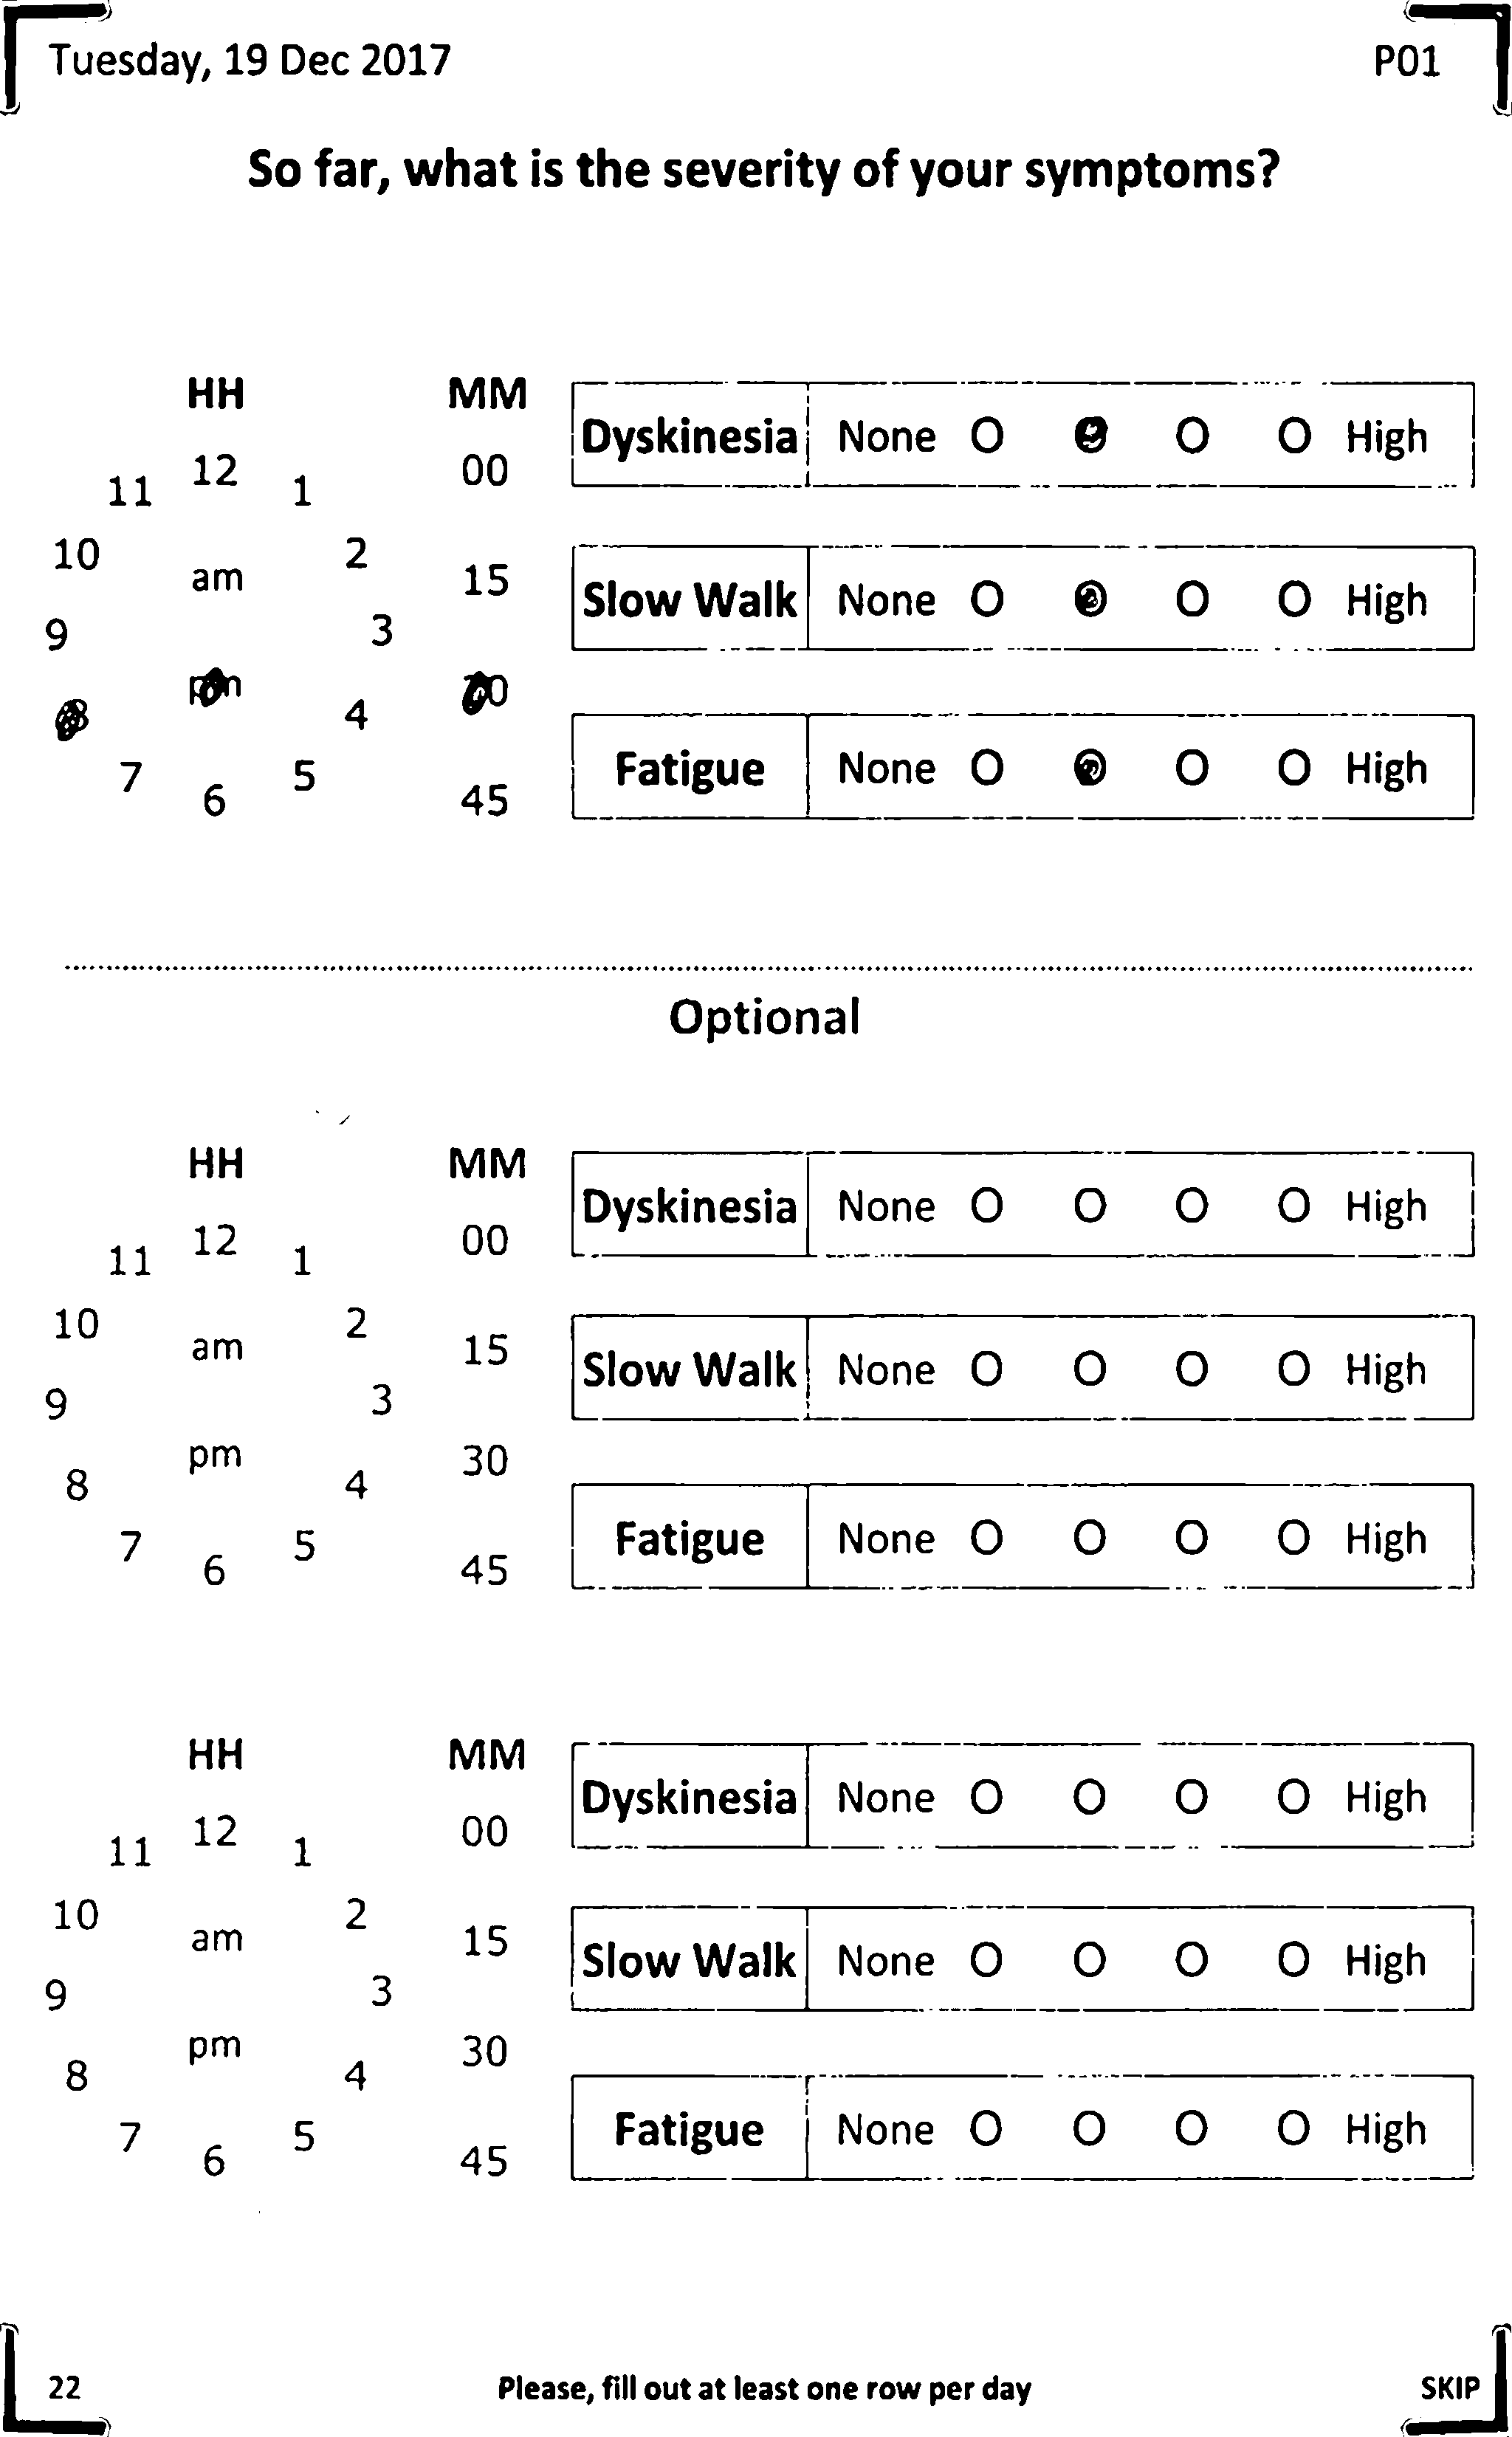 Tuesday, 19 Dec 2017 P01
So far, what is the severity of your symptoms?
HH MM
Dyskinesia None O O O O High
12 00
11 1
10 2
am 15
Slow Walk None O O O O High
9 3
pm 30
8 4
Fatigue None O O O O High
7 5
6 45
Optional
HH MM
Dyskinesia None O O O O High
12 00
11 1
10 2
am 15
Slow Walk None O O O O High
9 3
pm 30
8 4
Fatigue None O O O O High
7 5
6 45
HH MM
Dyskinesia None O O O O High
12 00
11 1
10 2
am 15
Slow Walk None O O O O High
9 3
pm 30
8 4
Fatigue None O O O O High
7 5
6 45
22 Please, fill out at least one row per day SKIP